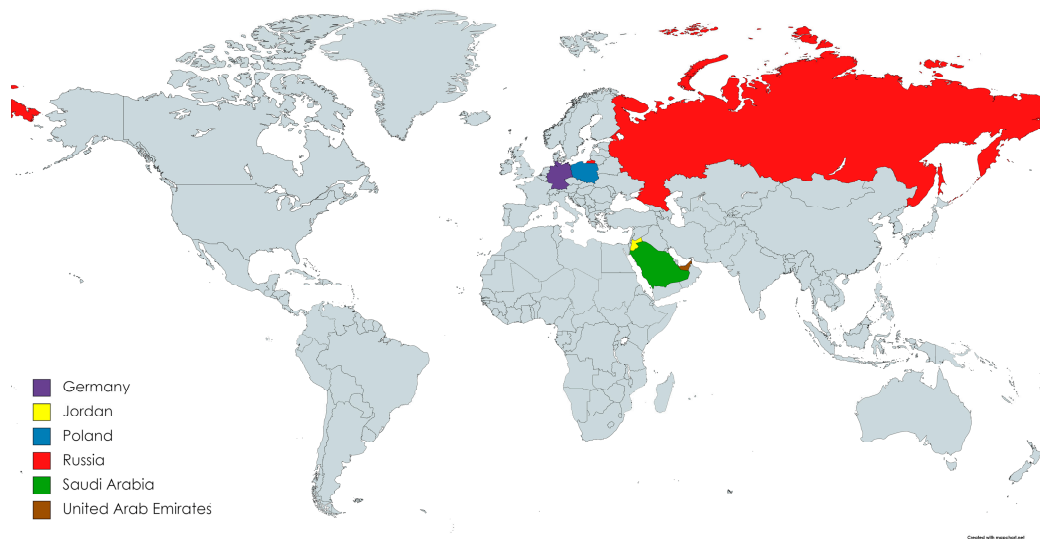 Germany
Jordan
Poland
Russia
Saudi Arabia
United Arab Emirates
Created with mapchart.net